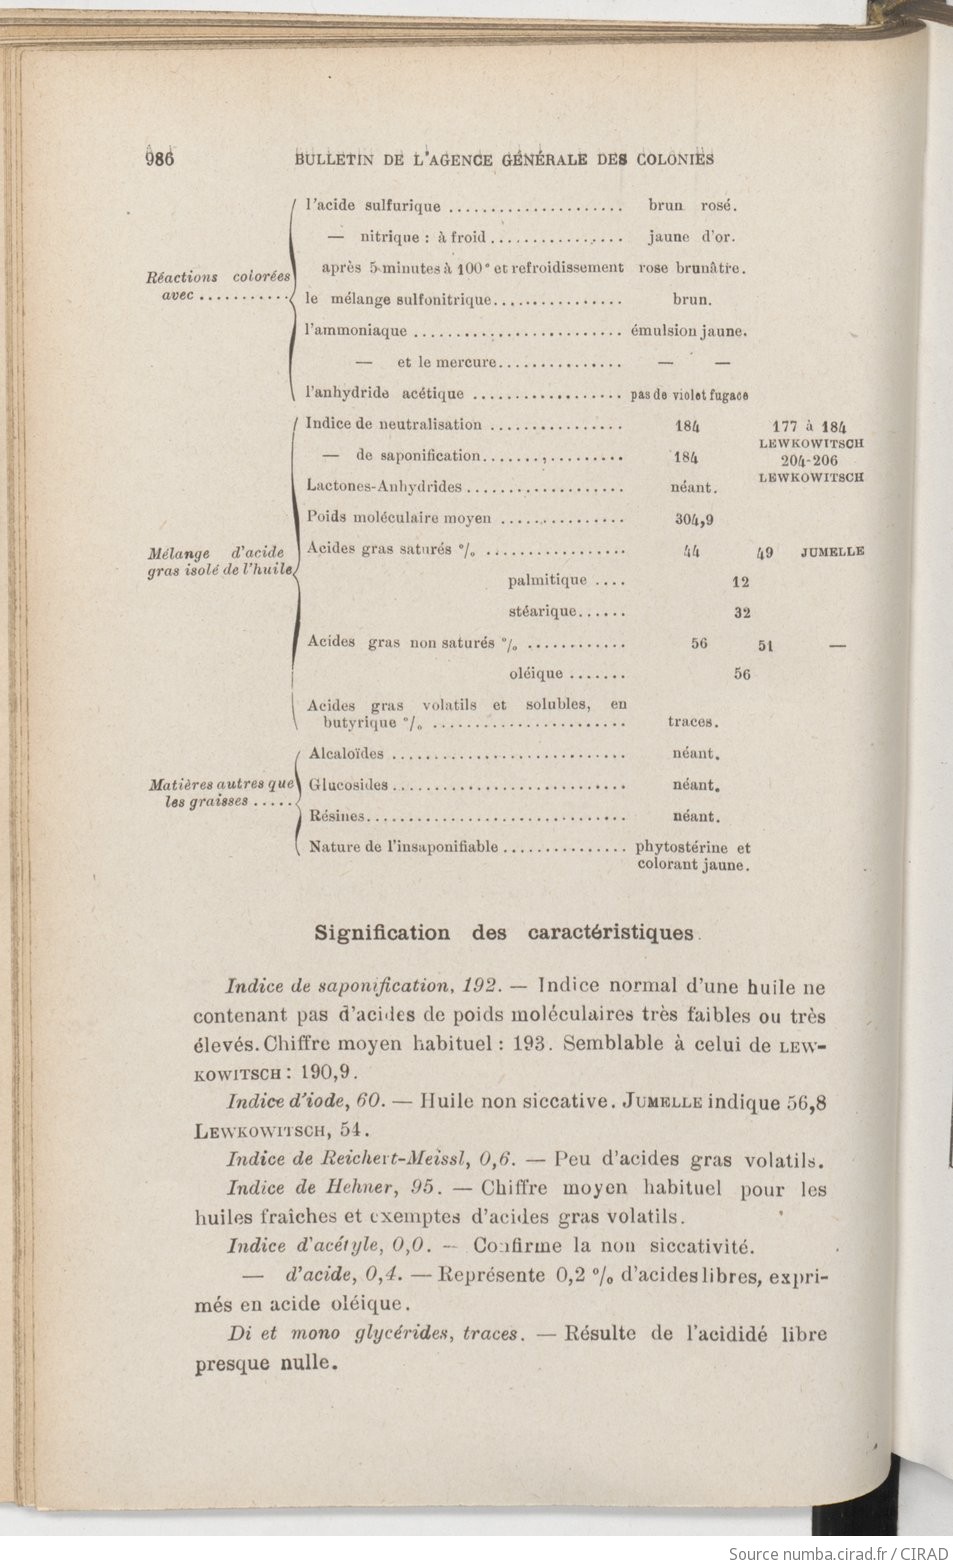 986 BULLETIN DE L'AGENCE GÉNÉRALE DES COLONIES
l'acide sulfurique ..................... brun rosé.
— nitrique : à froid ................ jaune d'or.
après 5 minutes à 100° et refroidissement rose brunâtre.
Réactions colorées
avec ...........
le mélange sulfonitrique................ brun.
l'ammoniaque ......................... émulsion jaune.
— et le mercure............... — —
l'anhydride acétique .................. pas de violet fugace
Indice de neutralisation ................ 184 177 à 184
LEWKOWITSCH
— de saponification................. 184 204-206
LEWKOWITSCH
Lactones-Anhydrides ................... néant.
Poids moléculaire moyen ............... 304,9
Mélange d'acide
gras isolé de l'huile
Acides gras saturés % ................. 44 49 JUMELLE
palmitique .... 12
stéarique...... 32
Acides gras non saturés % ............ 56 51 —
oléique ....... 56
Acides gras volatils et solubles, en
butyrique % ....................... traces.
Alcaloïdes ............................ néant.
Matières autres que
les graisses .....
Glucosides ............................ néant.
Résines............................... néant.
Nature de l'insaponifiable ............... phytostérine et
colorant jaune.
Signification des caractéristiques.
Indice de saponification, 192. — Indice normal d'une huile ne
contenant pas d'acides de poids moléculaires très faibles ou très
élevés. Chiffre moyen habituel : 193. Semblable à celui de LEW-
KOWITSCH : 190,9.
Indice d'iode, 60. — Huile non siccative. JUMELLE indique 56,8
LEWKOWITSCH, 54.
Indice de Reichert-Meissl, 0,6. — Peu d'acides gras volatils.
Indice de Hehner, 95. — Chiffre moyen habituel pour les
huiles fraîches et exemptes d'acides gras volatils.
Indice d'acétyle, 0,0. — Confirme la non siccativité.
— d'acide, 0,4. — Représente 0,2 % d'acides libres, expri-
més en acide oléique.
Di et mono glycérides, traces. — Résulte de l'acididé libre
presque nulle.
Source numba.cirad.fr / CIRAD